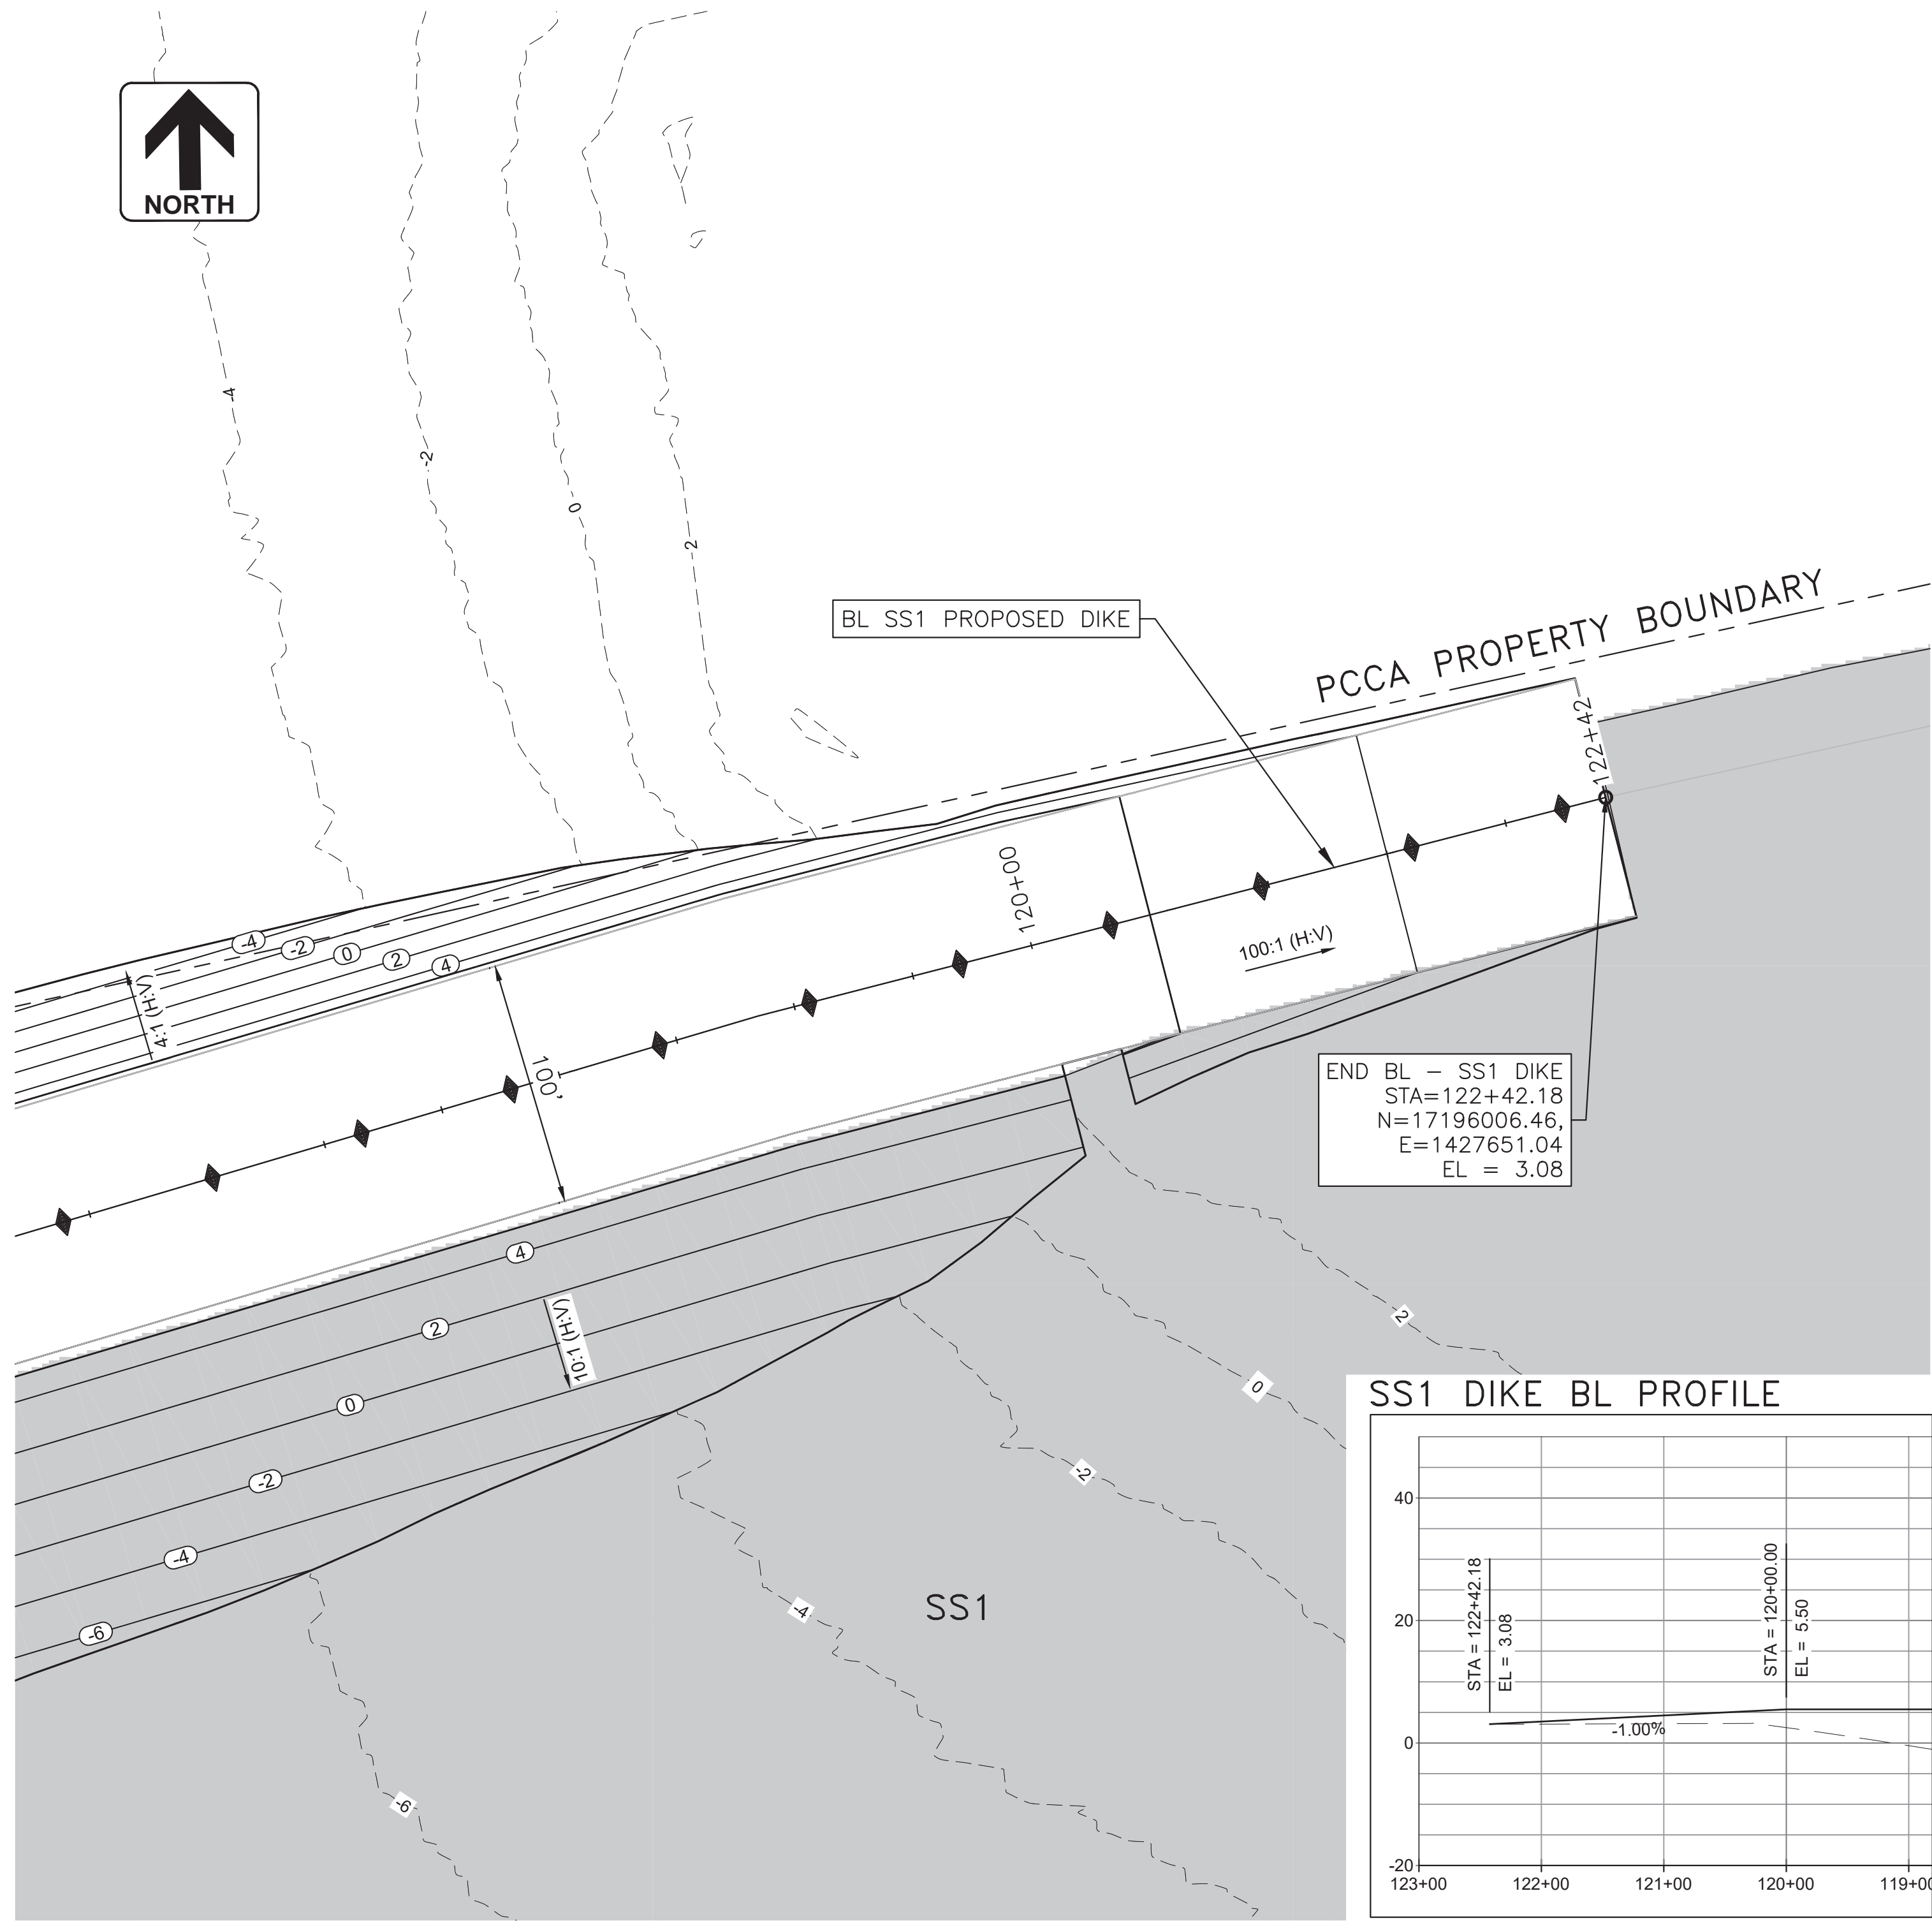 NORTH
-4
-2
0
2
BL SS1 PROPOSED DIKE
PCCA PROPERTY BOUNDARY
122+42
120+00
100:1 (H:V)
-4
-2
0
2
4
4:1 (H:V)
100'
END BL - SS1 DIKE
STA=122+42.18
N=17196006.46,
E=1427651.04
EL = 3.08
4
2
0
-2
-4
-6
10:1 (H:V)
2
0
-2
-4
-6
SS1
SS1 DIKE BL PROFILE
40
20
0
-20
STA = 122+42.18
EL = 3.08
STA = 120+00.00
EL = 5.50
-1.00%
123+00
122+00
121+00
120+00
119+0